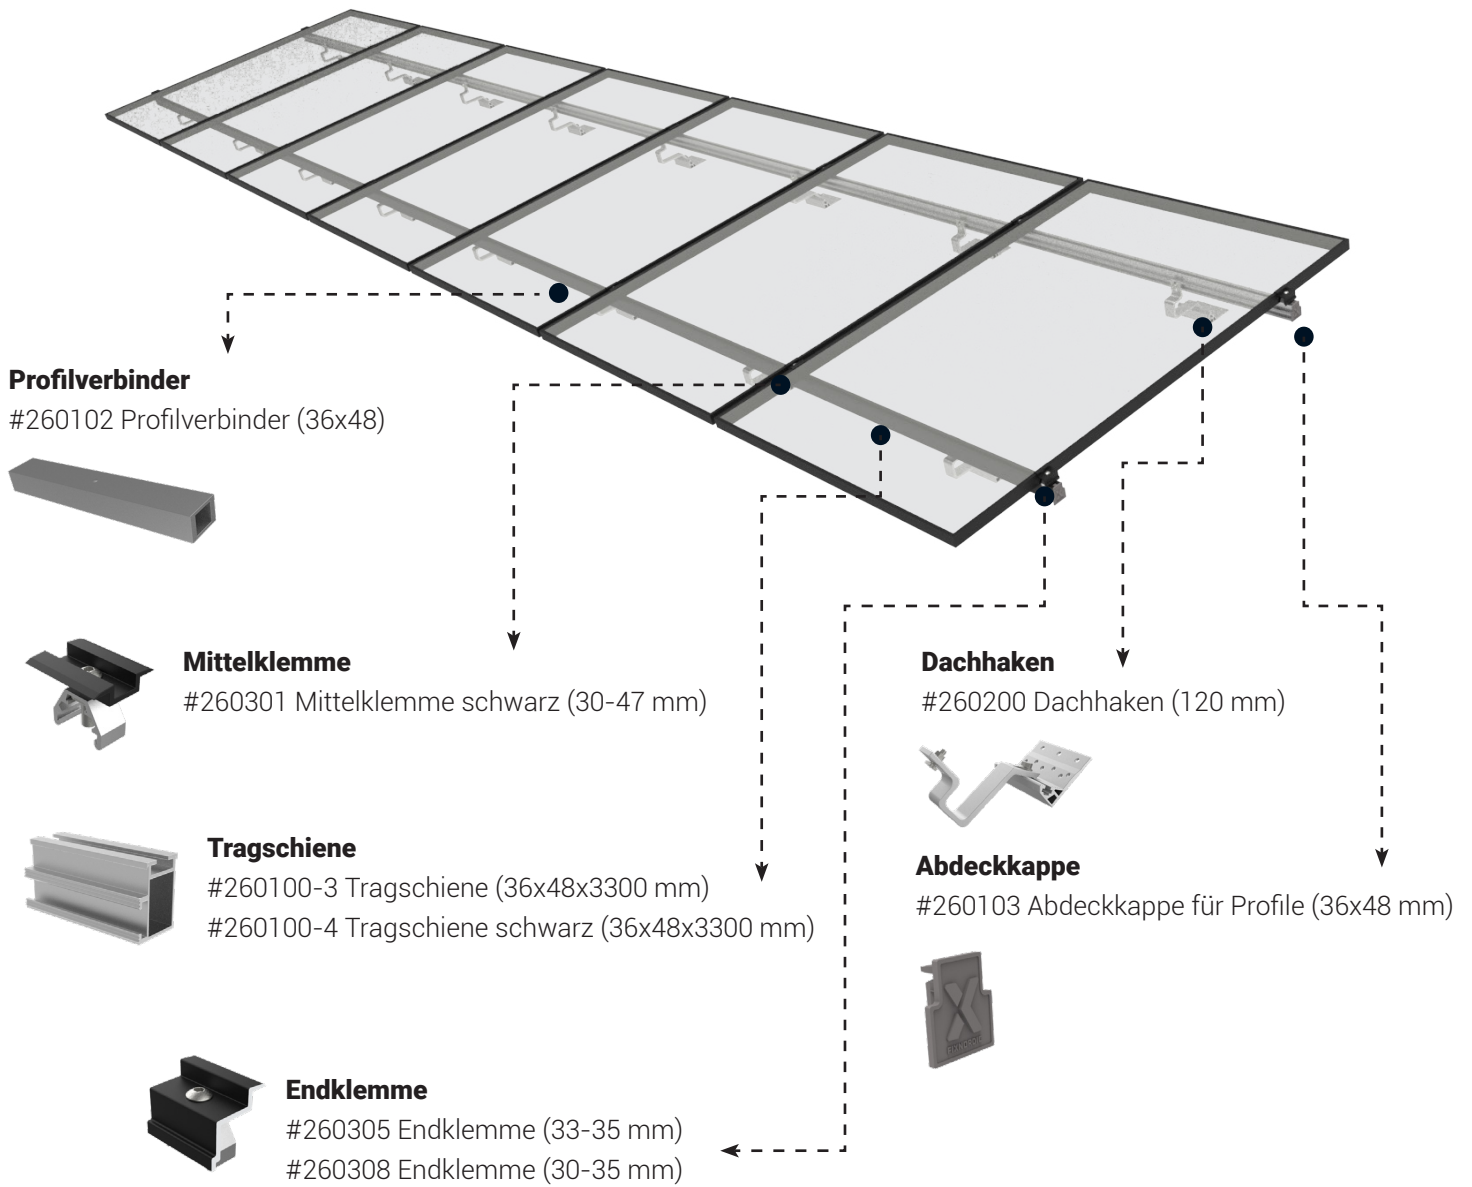 Profilverbinder
#260102 Profilverbinder (36x48)
Mittelklemme
#260301 Mittelklemme schwarz (30-47 mm)
Dachhaken
#260200 Dachhaken (120 mm)
Tragschiene
#260100-3 Tragschiene (36x48x3300 mm)
#260100-4 Tragschiene schwarz (36x48x3300 mm)
Abdeckkappe
#260103 Abdeckkappe für Profile (36x48 mm)
X
Endklemme
#260305 Endklemme (33-35 mm)
#260308 Endklemme (30-35 mm)